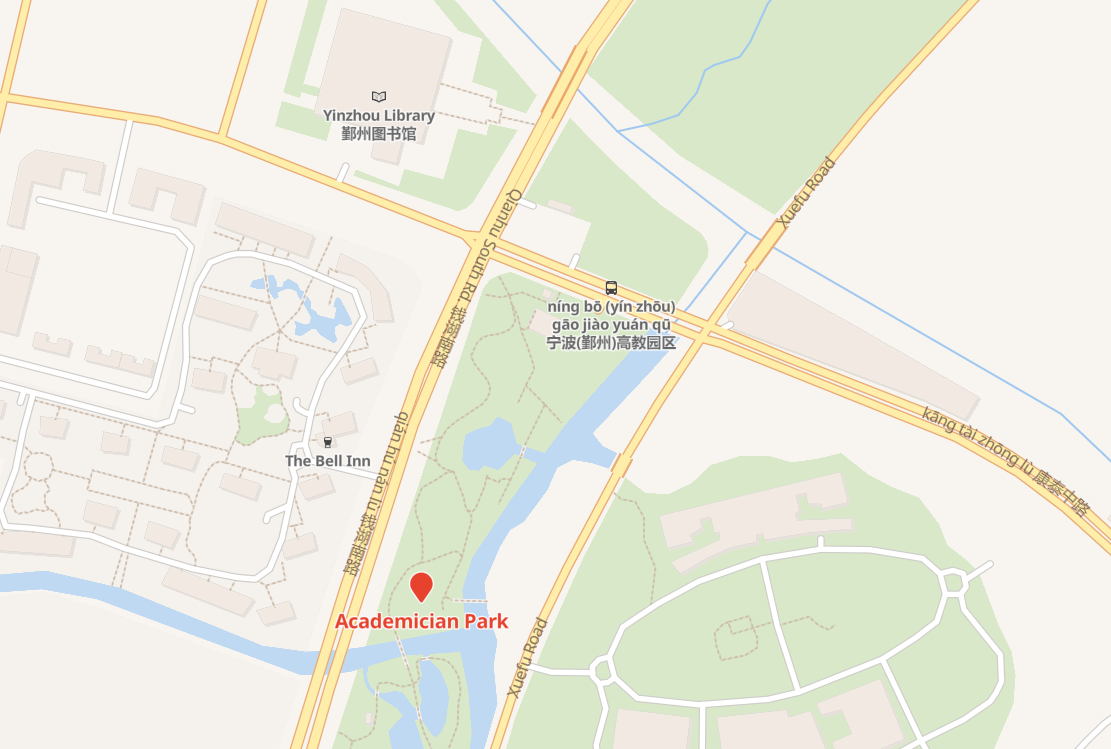 Yinzhou Library
鄞州图书馆
Xuefu Road
Qianhu South Rd. 钱湖南路
níng bō (yín zhōu)
gāo jiào yuán qū
宁波(鄞州)高教园区
kāng tài zhōng lù 康泰中路
The Bell Inn
qián hú nán lù 钱湖南路
Academician Park
Xuefu Road